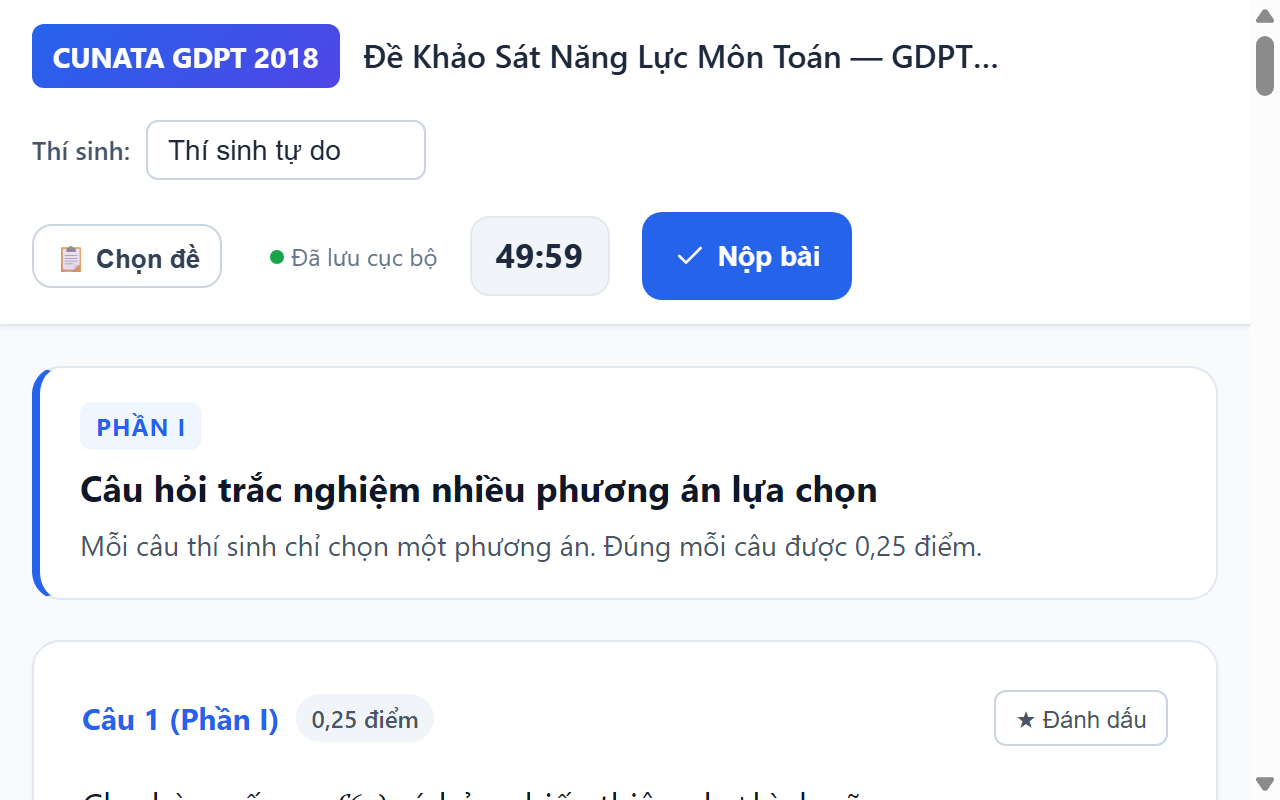 CUNATA GDPT 2018
Đề Khảo Sát Năng Lực Môn Toán — GDPT...
Thí sinh: Thí sinh tự do
Chọn đề
Đã lưu cục bộ
49:59
✓ Nộp bài
PHẦN I
Câu hỏi trắc nghiệm nhiều phương án lựa chọn
Mỗi câu thí sinh chỉ chọn một phương án. Đúng mỗi câu được 0,25 điểm.
Câu 1 (Phần I)
0,25 điểm
★ Đánh dấu